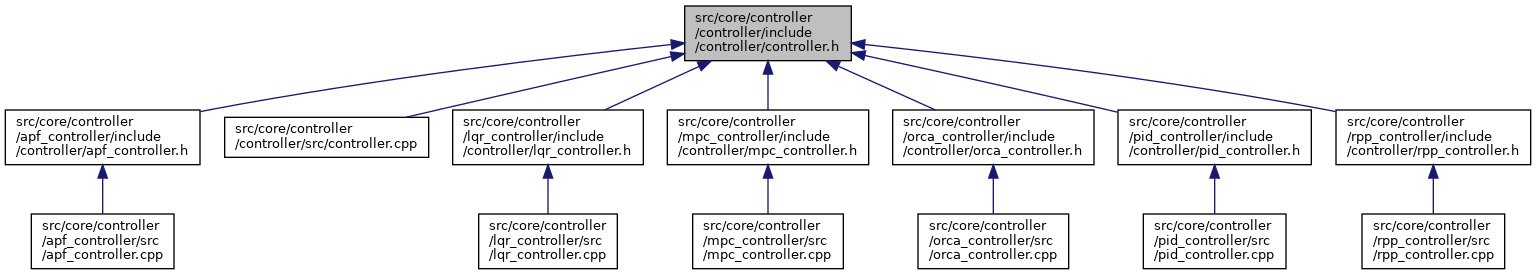 src/core/controller
/controller/include
/controller/controller.h
src/core/controller
/apf_controller/include
/controller/apf_controller.h
src/core/controller
/controller/src/controller.cpp
src/core/controller
/lqr_controller/include
/controller/lqr_controller.h
src/core/controller
/mpc_controller/include
/controller/mpc_controller.h
src/core/controller
/orca_controller/include
/controller/orca_controller.h
src/core/controller
/pid_controller/include
/controller/pid_controller.h
src/core/controller
/rpp_controller/include
/controller/rpp_controller.h
src/core/controller
/apf_controller/src
/apf_controller.cpp
src/core/controller
/lqr_controller/src
/lqr_controller.cpp
src/core/controller
/mpc_controller/src
/mpc_controller.cpp
src/core/controller
/orca_controller/src
/orca_controller.cpp
src/core/controller
/pid_controller/src
/pid_controller.cpp
src/core/controller
/rpp_controller/src
/rpp_controller.cpp